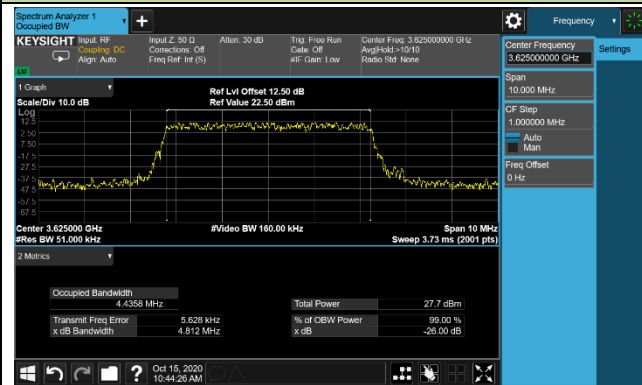 Spectrum Analyzer 1
Occupied BW
Frequency
KEYSIGHT
Input: RF
Coupling: DC
Align: Auto
Input Z: 50 Ω
Corrections: Off
Freq Ref: Int (S)
Atten: 30 dB
Trig: Free Run
Gate: Off
#IF Gain: Low
Center Freq: 3.625000000 GHz
Avg|Hold:>10/10
Radio Std: None
Center Frequency
3.625000000 GHz
Settings
Span
10.000 MHz
CF Step
1.000000 MHz
Auto
Man
Freq Offset
0 Hz
1 Graph
Scale/Div 10.0 dB
Ref Lvl Offset 12.50 dB
Ref Value 22.50 dBm
Log
12.5
2.50
-7.50
-17.5
-27.5
-37.5
-47.5
-57.5
-67.5
Center 3.625000 GHz
#Res BW 51.000 kHz
#Video BW 160.00 kHz
Span 10 MHz
Sweep 3.73 ms (2001 pts)
2 Metrics
Occupied Bandwidth
4.4358 MHz
Total Power 27.7 dBm
Transmit Freq Error 5.628 kHz
% of OBW Power 99.00 %
x dB Bandwidth 4.812 MHz
x dB -26.00 dB
?
Oct 15, 2020
10:44:26 AM